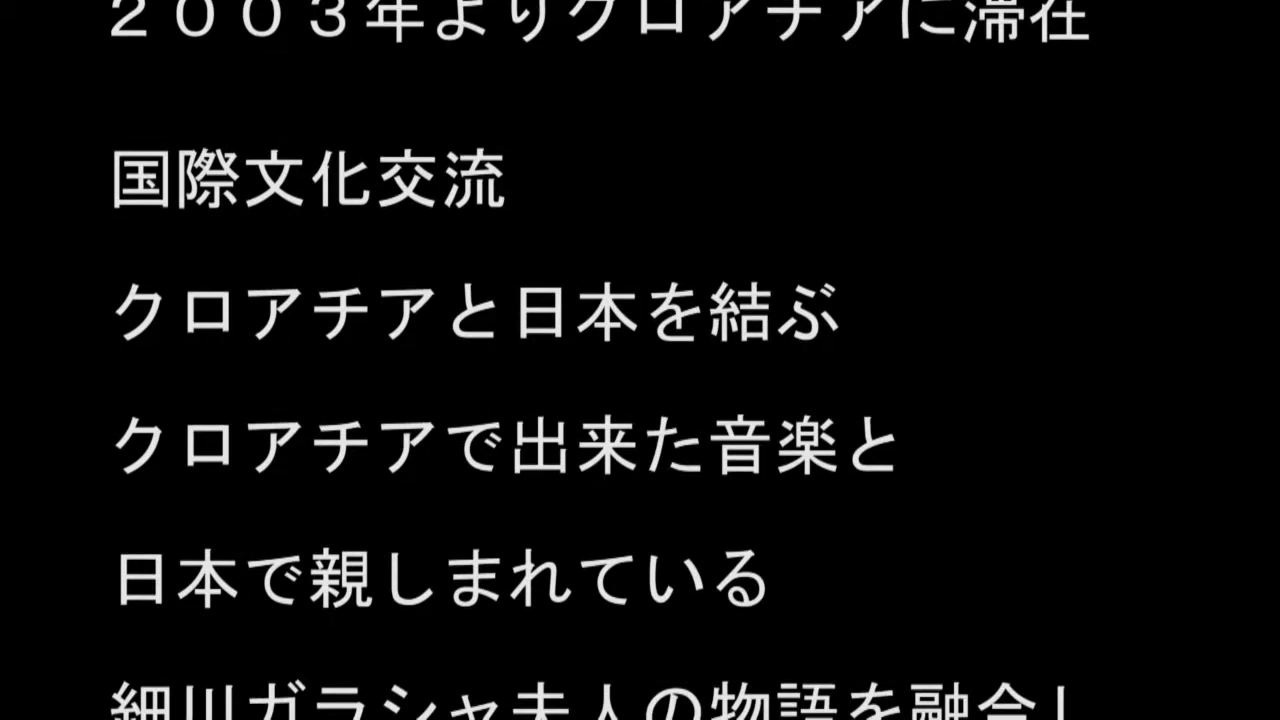 ２００３年よりクロアチアに滞在
国際文化交流
クロアチアと日本を結ぶ
クロアチアで出来た音楽と
日本で親しまれている
細川ガラシャ夫人の物語を融合し